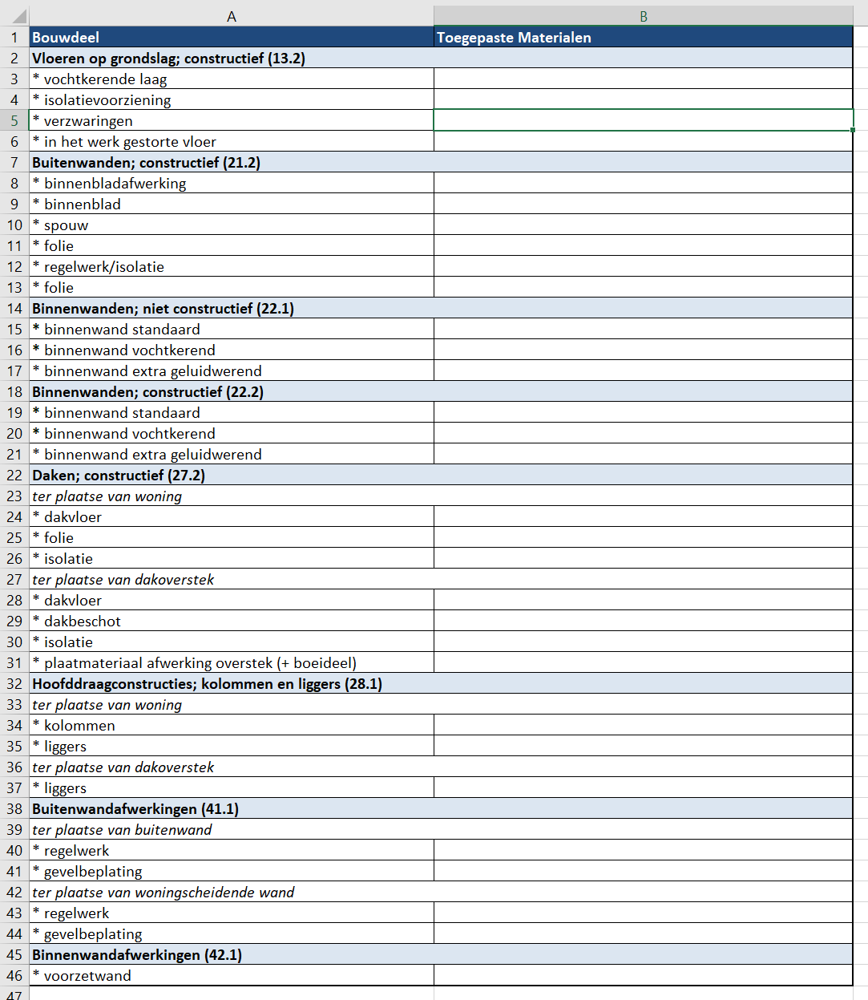 A B
1 Bouwdeel Toegepaste Materialen
2 Vloeren op grondslag; constructief (13.2)
3 * vochtkerende laag
4 * isolatievoorziening
5 * verzwaringen
6 * in het werk gestorte vloer
7 Buitenwanden; constructief (21.2)
8 * binnenbladafwerking
9 * binnenblad
10 * spouw
11 * folie
12 * regelwerk/isolatie
13 * folie
14 Binnenwanden; niet constructief (22.1)
15 * binnenwand standaard
16 * binnenwand vochtkerend
17 * binnenwand extra geluidwerend
18 Binnenwanden; constructief (22.2)
19 * binnenwand standaard
20 * binnenwand vochtkerend
21 * binnenwand extra geluidwerend
22 Daken; constructief (27.2)
23 ter plaatse van woning
24 * dakvloer
25 * folie
26 * isolatie
27 ter plaatse van dakoverstek
28 * dakvloer
29 * dakbeschot
30 * isolatie
31 * plaatmateriaal afwerking overstek (+ boeideel)
32 Hoofddraagconstructies; kolommen en liggers (28.1)
33 ter plaatse van woning
34 * kolommen
35 * liggers
36 ter plaatse van dakoverstek
37 * liggers
38 Buitenwandafwerkingen (41.1)
39 ter plaatse van buitenwand
40 * regelwerk
41 * gevelbeplating
42 ter plaatse van woningscheidende wand
43 * regelwerk
44 * gevelbeplating
45 Binnenwandafwerkingen (42.1)
46 * voorzetwand
47